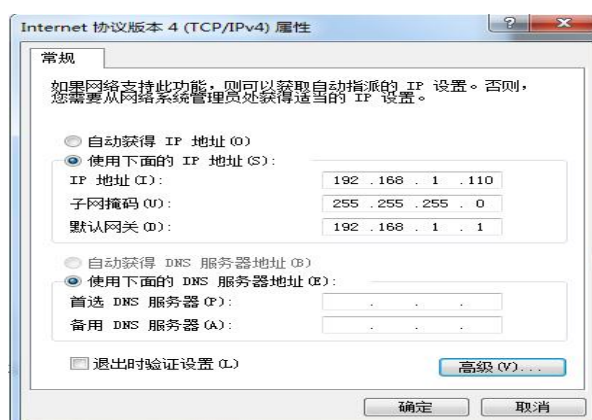 Internet 协议版本 4 (TCP/IPv4) 属性
常规
如果网络支持此功能，则可以获取自动指派的 IP 设置。否则，
您需要从网络系统管理员处获得适当的 IP 设置。
自动获得 IP 地址(O)
使用下面的 IP 地址(S):
IP 地址(I): 192 .168 . 1 .110
子网掩码(U): 255 .255 .255 . 0
默认网关(D): 192 .168 . 1 . 1
自动获得 DNS 服务器地址(B)
使用下面的 DNS 服务器地址(E):
首选 DNS 服务器(P): . . .
备用 DNS 服务器(A): . . .
退出时验证设置(L)
高级(V)...
确定 取消